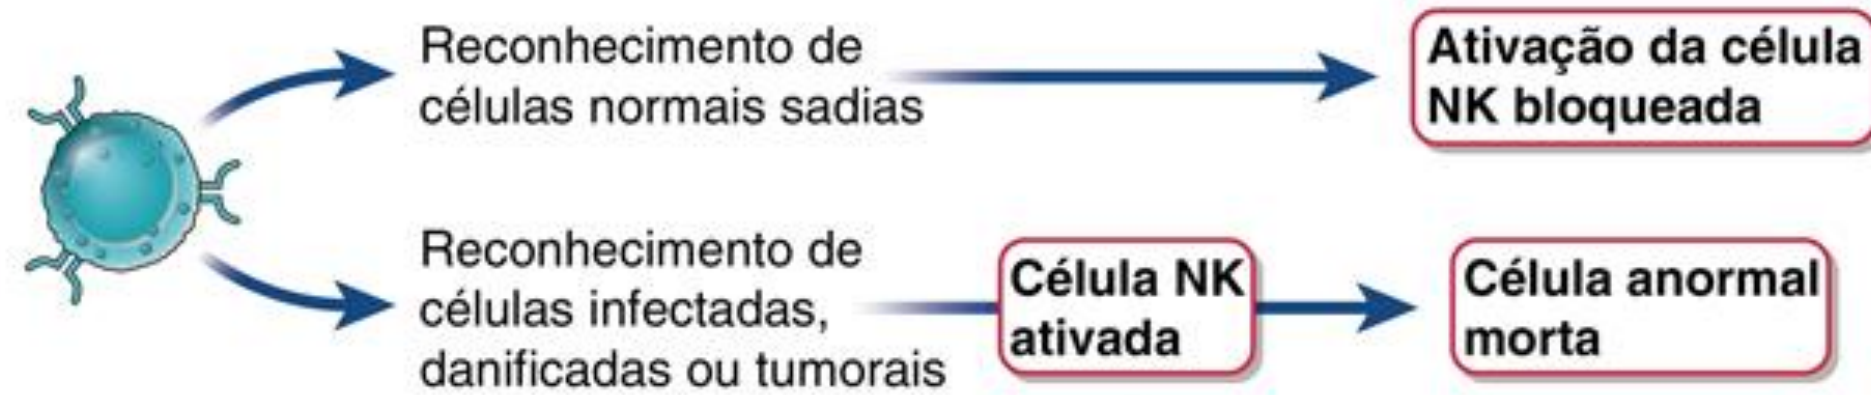 Reconhecimento de
células normais sadias
Ativação da célula
NK bloqueada
Reconhecimento de
células infectadas,
danificadas ou tumorais
Célula NK
ativada
Célula anormal
morta